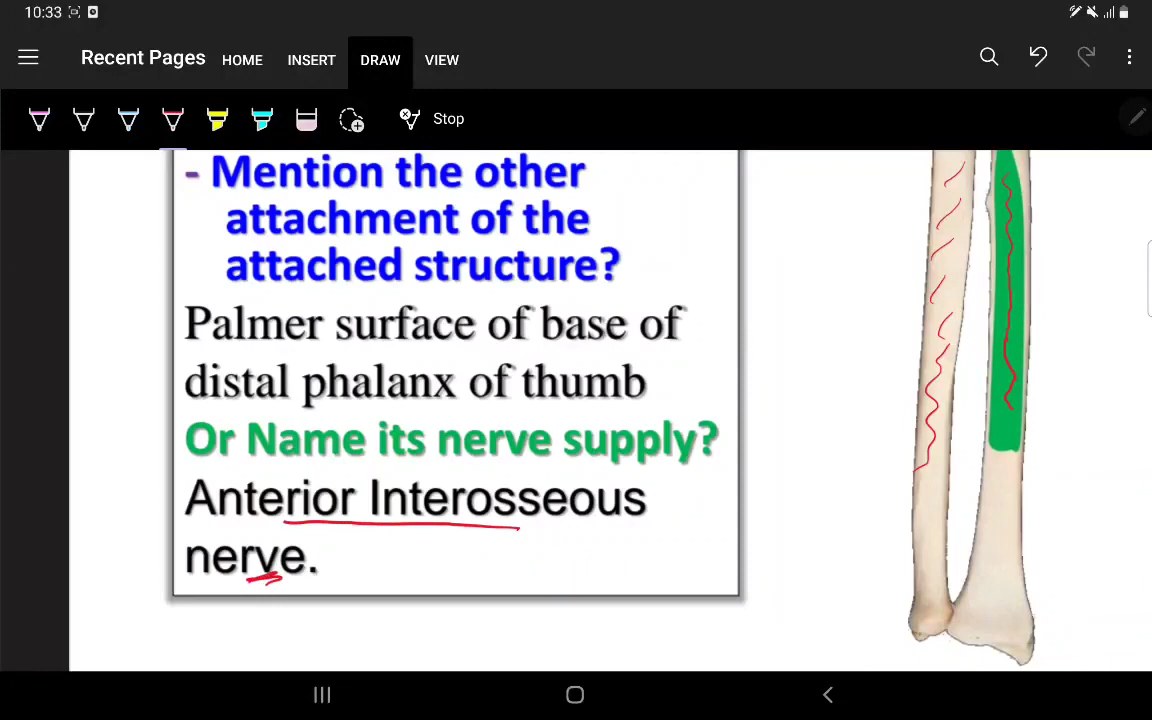 10:33
Recent Pages HOME INSERT DRAW VIEW
Stop
- Mention the other
attachment of the
attached structure?
Palmer surface of base of
distal phalanx of thumb
Or Name its nerve supply?
Anterior Interosseous
nerve.